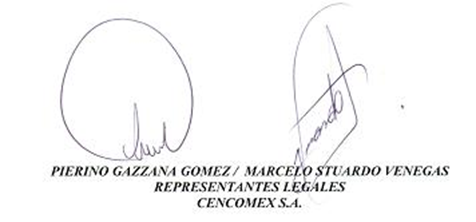 PIERINO GAZZANA GOMEZ / MARCELO STUARDO VENEGAS
REPRESENTANTES LEGALES
CENCOMEX S.A.